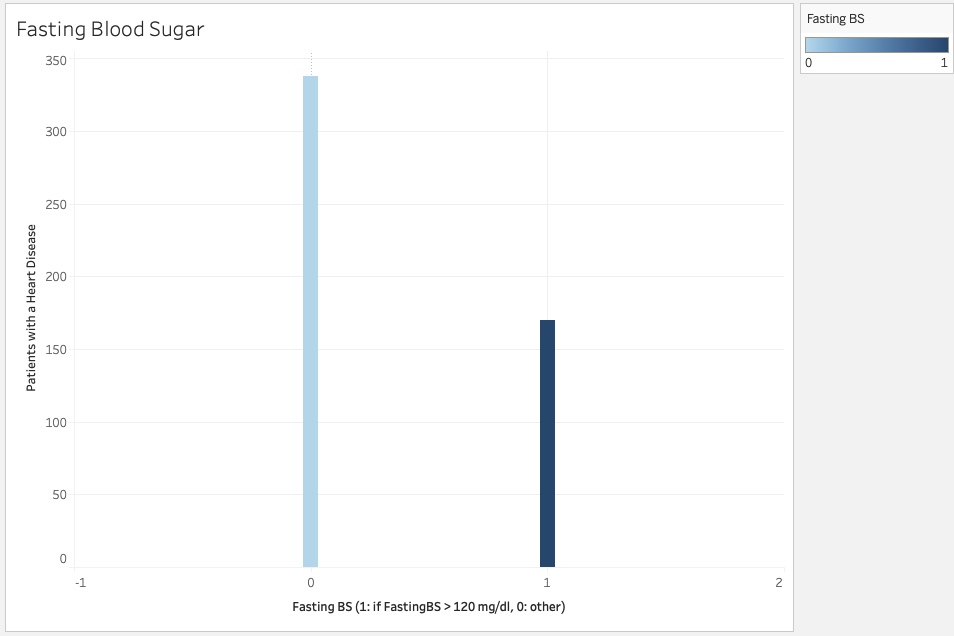 Fasting Blood Sugar
Fasting BS
0 1
350
300
250
200
150
100
50
0
Patients with a Heart Disease
-1 0 1 2
Fasting BS (1: if FastingBS > 120 mg/dl, 0: other)